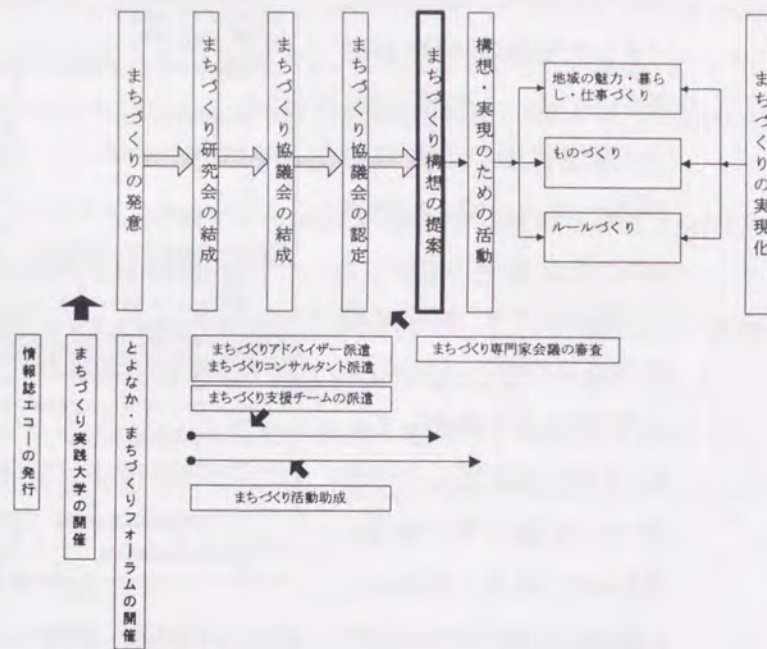 まちづくりの発意
まちづくり研究会の結成
まちづくり協議会の結成
まちづくり協議会の認定
まちづくり構想の提案
構想・実現のための活動
地域の魅力・暮ら
し・仕事づくり
ものづくり
ルールづくり
まちづくりの実現化
情報誌エコーの発行
まちづくり実践大学の開催
とよなか・まちづくりフォーラムの開催
まちづくりアドバイザー派遣
まちづくりコンサルタント派遣
まちづくり支援チームの派遣
まちづくり活動助成
まちづくり専門家会議の審査